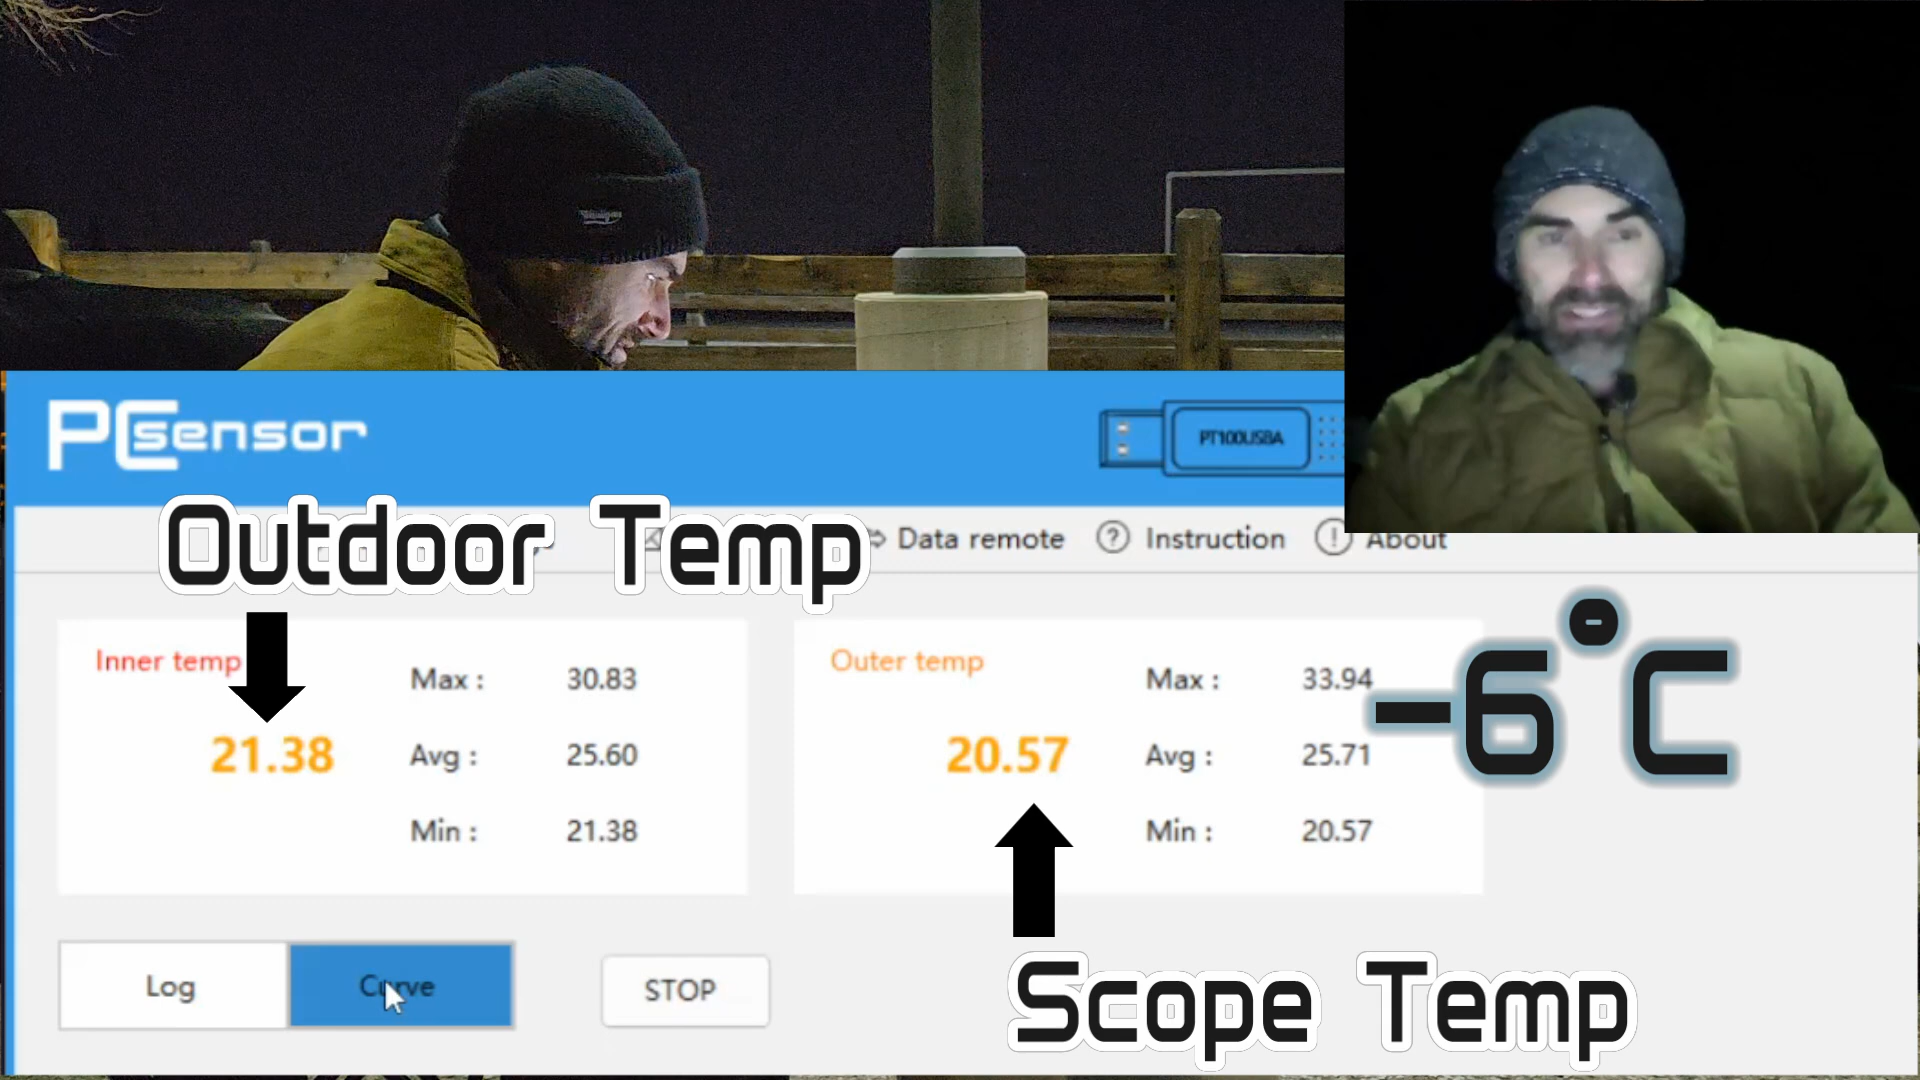 PCsensor
PT100USBA
Outdoor Temp
Data remote
Instruction
About
Inner temp
Max : 30.83
21.38
Avg : 25.60
Min : 21.38
Outer temp
Max : 33.94
20.57
Avg : 25.71
Min : 20.57
-6°C
Log
Curve
STOP
Scope Temp